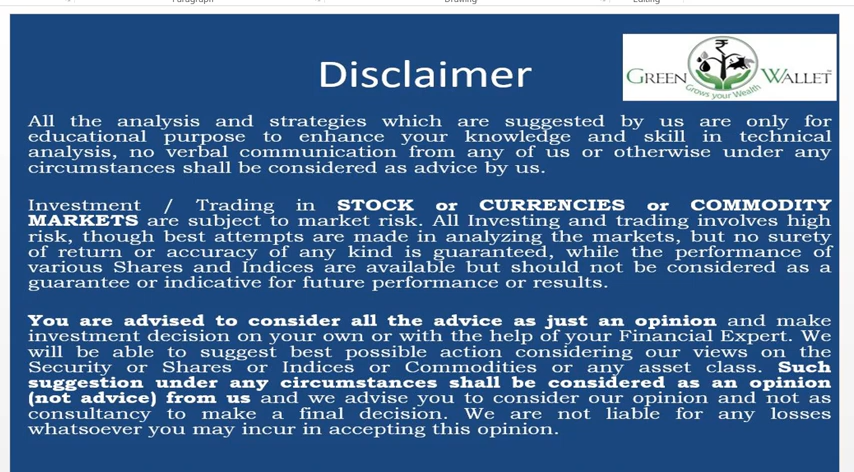 Paragraph Drawing Editing
Disclaimer
GREEN WALLET
Grows your Wealth
All the analysis and strategies which are suggested by us are only for
educational purpose to enhance your knowledge and skill in technical
analysis, no verbal communication from any of us or otherwise under any
circumstances shall be considered as advice by us.
Investment / Trading in STOCK or CURRENCIES or COMMODITY
MARKETS are subject to market risk. All Investing and trading involves high
risk, though best attempts are made in analyzing the markets, but no surety
of return or accuracy of any kind is guaranteed, while the performance of
various Shares and Indices are available but should not be considered as a
guarantee or indicative for future performance or results.
You are advised to consider all the advice as just an opinion and make
investment decision on your own or with the help of your Financial Expert. We
will be able to suggest best possible action considering our views on the
Security or Shares or Indices or Commodities or any asset class. Such
suggestion under any circumstances shall be considered as an opinion
(not advice) from us and we advise you to consider our opinion and not as
consultancy to make a final decision. We are not liable for any losses
whatsoever you may incur in accepting this opinion.